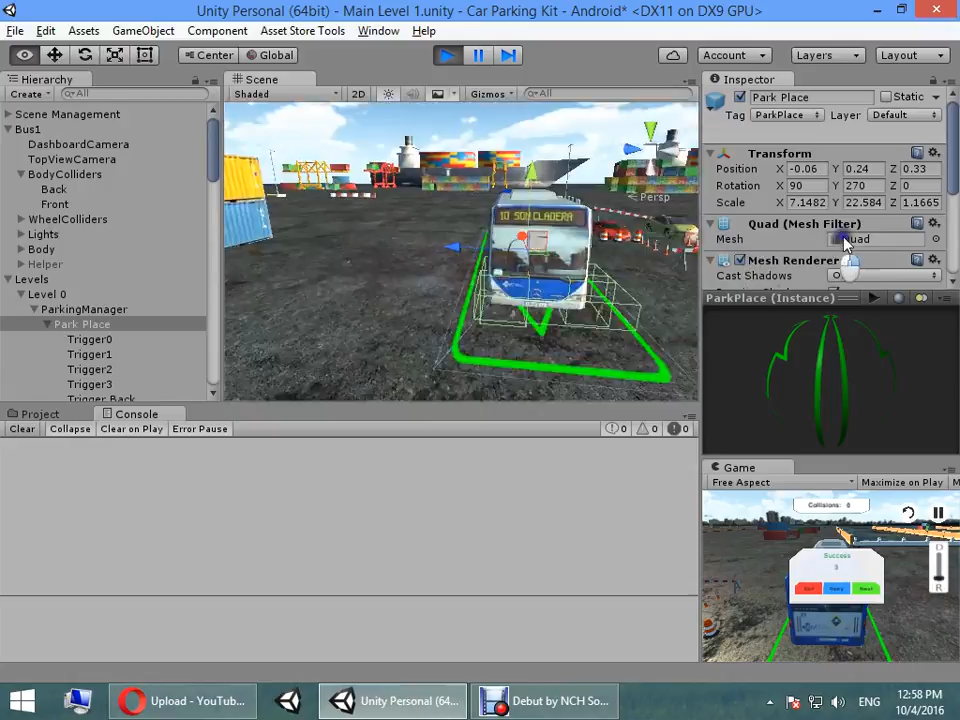 Unity Personal (64bit) - Main Level 1.unity - Car Parking Kit - Android* <DX11 on DX9 GPU>
File Edit Assets GameObject Component Asset Store Tools Window Help
Center Global Account Layers Layout
Hierarchy Scene Inspector
Create All Shaded 2D Gizmos All Park Place Static
Tag ParkPlace Layer Default
Scene Management
Bus1
DashboardCamera
TopViewCamera
BodyColliders
Back
Front
WheelColliders
Lights
Body
Helper
Levels
Level 0
ParkingManager
Park Place
Trigger0
Trigger1
Trigger2
Trigger3
Trigger Back
Persp
Transform
Position X -0.06 Y 0.24 Z 0.33
Rotation X 90 Y 270 Z 0
Scale X 7.1482 Y 22.584 Z 1.1665
Quad (Mesh Filter)
Mesh
Mesh Renderer
Cast Shadows
ParkPlace (Instance)
Project Console
Clear Collapse Clear on Play Error Pause 0 0 0
Game
Free Aspect Maximize on Play M
Collisions: 0
Success
3
D
R
Upload - YouTub... Unity Personal (64... Debut by NCH So... ENG
12:58 PM
10/4/2016